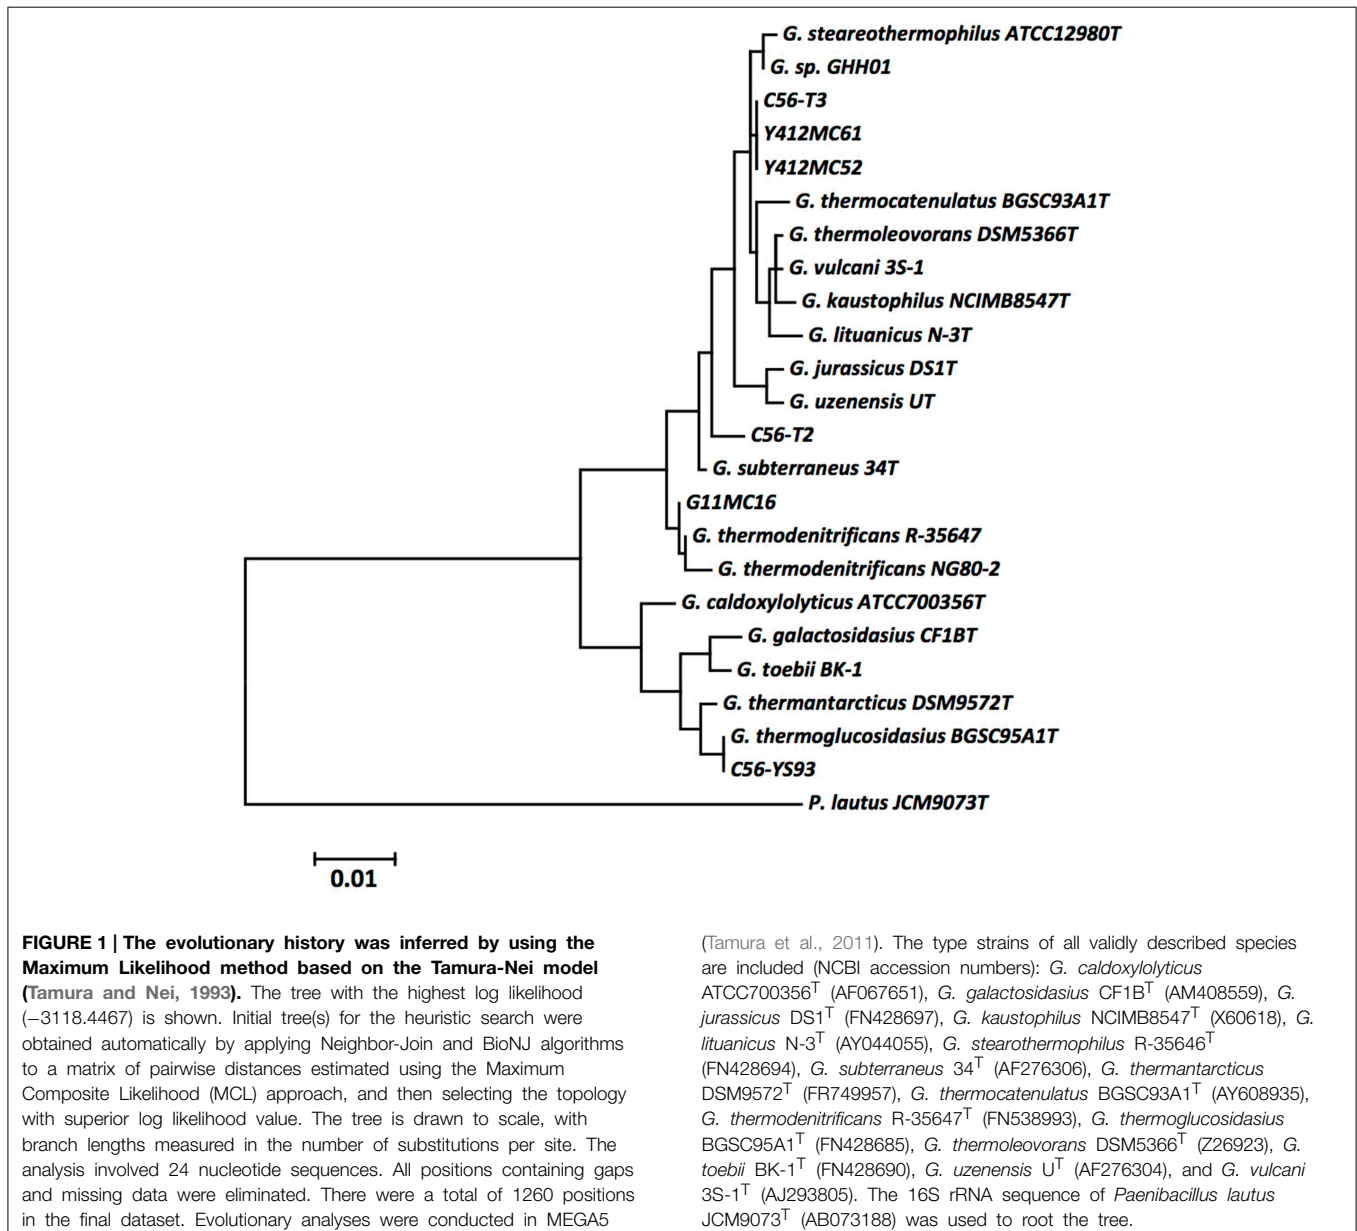 G. steareothermophilus ATCC12980T
G. sp. GHH01
C56-T3
Y412MC61
Y412MC52
G. thermocatenulatus BGSC93A1T
G. thermoleovorans DSM5366T
G. vulcani 3S-1
G. kaustophilus NCIMB8547T
G. lituanicus N-3T
G. jurassicus DS1T
G. uzenensis UT
C56-T2
G. subterraneus 34T
G11MC16
G. thermodenitrificans R-35647
G. thermodenitrificans NG80-2
G. caldoxylolyticus ATCC700356T
G. galactosidasius CF1BT
G. toebii BK-1
G. thermantarcticus DSM9572T
G. thermoglucosidasius BGSC95A1T
C56-YS93
P. lautus JCM9073T
0.01
FIGURE 1 | The evolutionary history was inferred by using the
Maximum Likelihood method based on the Tamura-Nei model
(Tamura and Nei, 1993). The tree with the highest log likelihood
(−3118.4467) is shown. Initial tree(s) for the heuristic search were
obtained automatically by applying Neighbor-Join and BioNJ algorithms
to a matrix of pairwise distances estimated using the Maximum
Composite Likelihood (MCL) approach, and then selecting the topology
with superior log likelihood value. The tree is drawn to scale, with
branch lengths measured in the number of substitutions per site. The
analysis involved 24 nucleotide sequences. All positions containing gaps
and missing data were eliminated. There were a total of 1260 positions
in the final dataset. Evolutionary analyses were conducted in MEGA5
(Tamura et al., 2011). The type strains of all validly described species
are included (NCBI accession numbers): G. caldoxylolyticus
ATCC700356T (AF067651), G. galactosidasius CF1BT (AM408559), G.
jurassicus DS1T (FN428697), G. kaustophilus NCIMB8547T (X60618), G.
lituanicus N-3T (AY044055), G. stearothermophilus R-35646T
(FN428694), G. subterraneus 34T (AF276306), G. thermantarcticus
DSM9572T (FR749957), G. thermocatenulatus BGSC93A1T (AY608935),
G. thermodenitrificans R-35647T (FN538993), G. thermoglucosidasius
BGSC95A1T (FN428685), G. thermoleovorans DSM5366T (Z26923), G.
toebii BK-1T (FN428690), G. uzenensis UT (AF276304), and G. vulcani
3S-1T (AJ293805). The 16S rRNA sequence of Paenibacillus lautus
JCM9073T (AB073188) was used to root the tree.